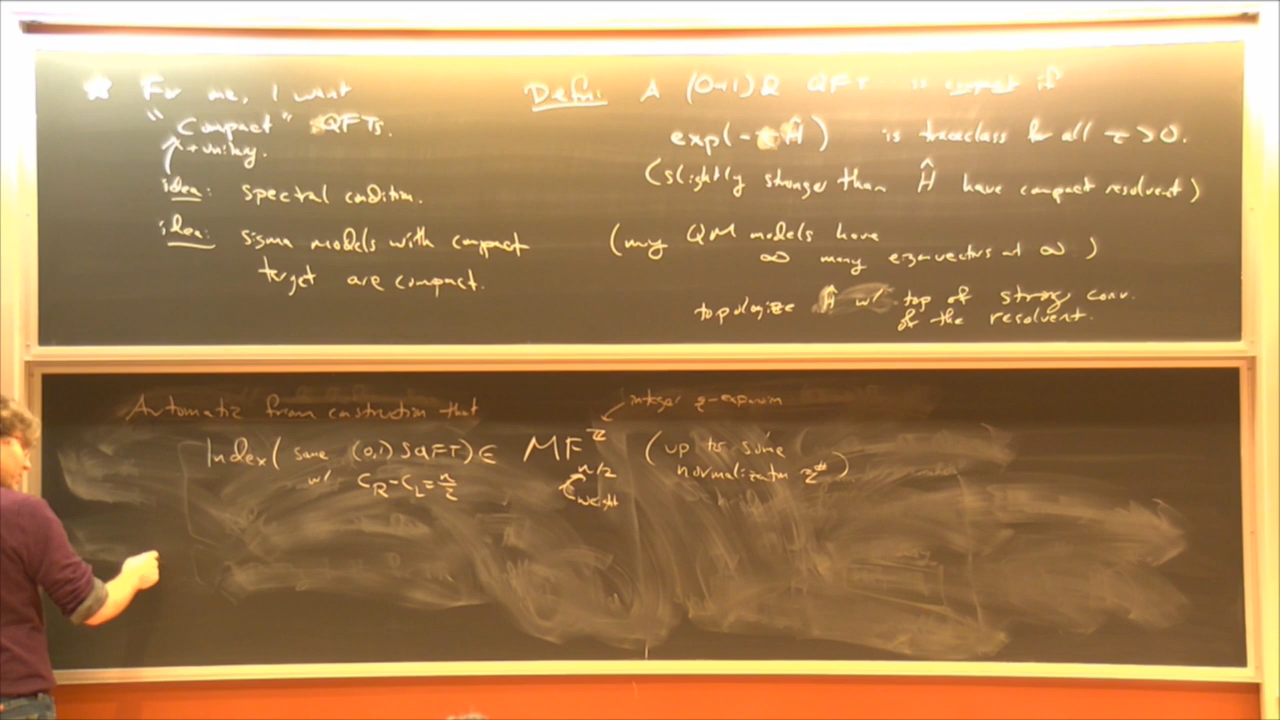 ★ For me, I want
"Compact" QFTs.
+ unitary.
idea: spectral condition.
idea: sigma models with compact
target are compact.
Defn: A (0+1)D QFT is compact if
exp(-τĤ) is traceclass for all τ>0.
(slightly stronger than Ĥ have compact resolvent)
(my QM models have
∞ many eigenvectors at ∞)
topologize Ĥ w/ top of strong conv.
of the resolvent.
Automatic from construction that
integer q-expansion
Index(some (0,1) SQFT) ∈ MF^ℤ_{n/2} (up to some
w/ C_R - C_L = n/2
weight
normalization